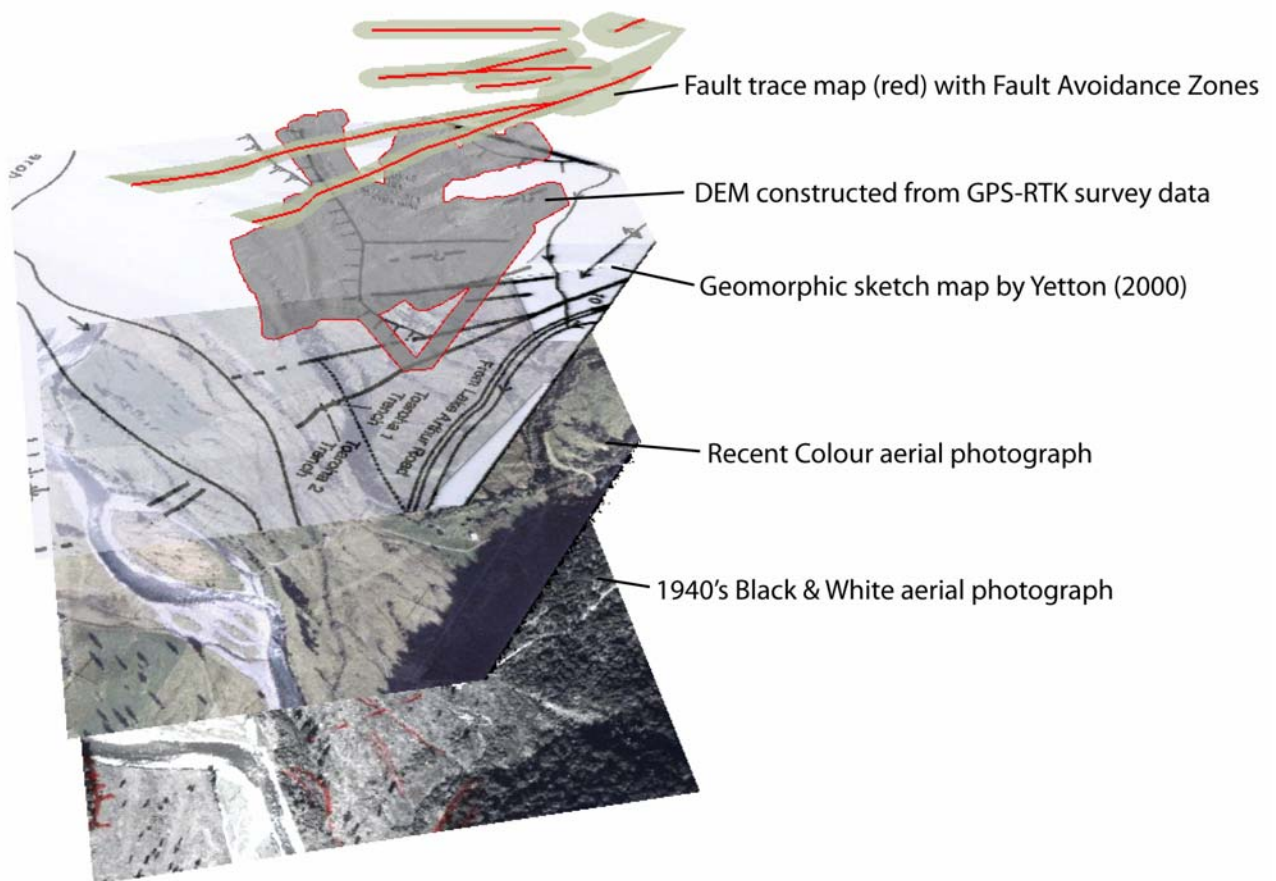 Fault trace map (red) with Fault Avoidance Zones
DEM constructed from GPS-RTK survey data
Geomorphic sketch map by Yetton (2000)
From Lake Arthur Road
Taaroha 1
Trench
Taaroha 2
Trench
Recent Colour aerial photograph
1940's Black & White aerial photograph